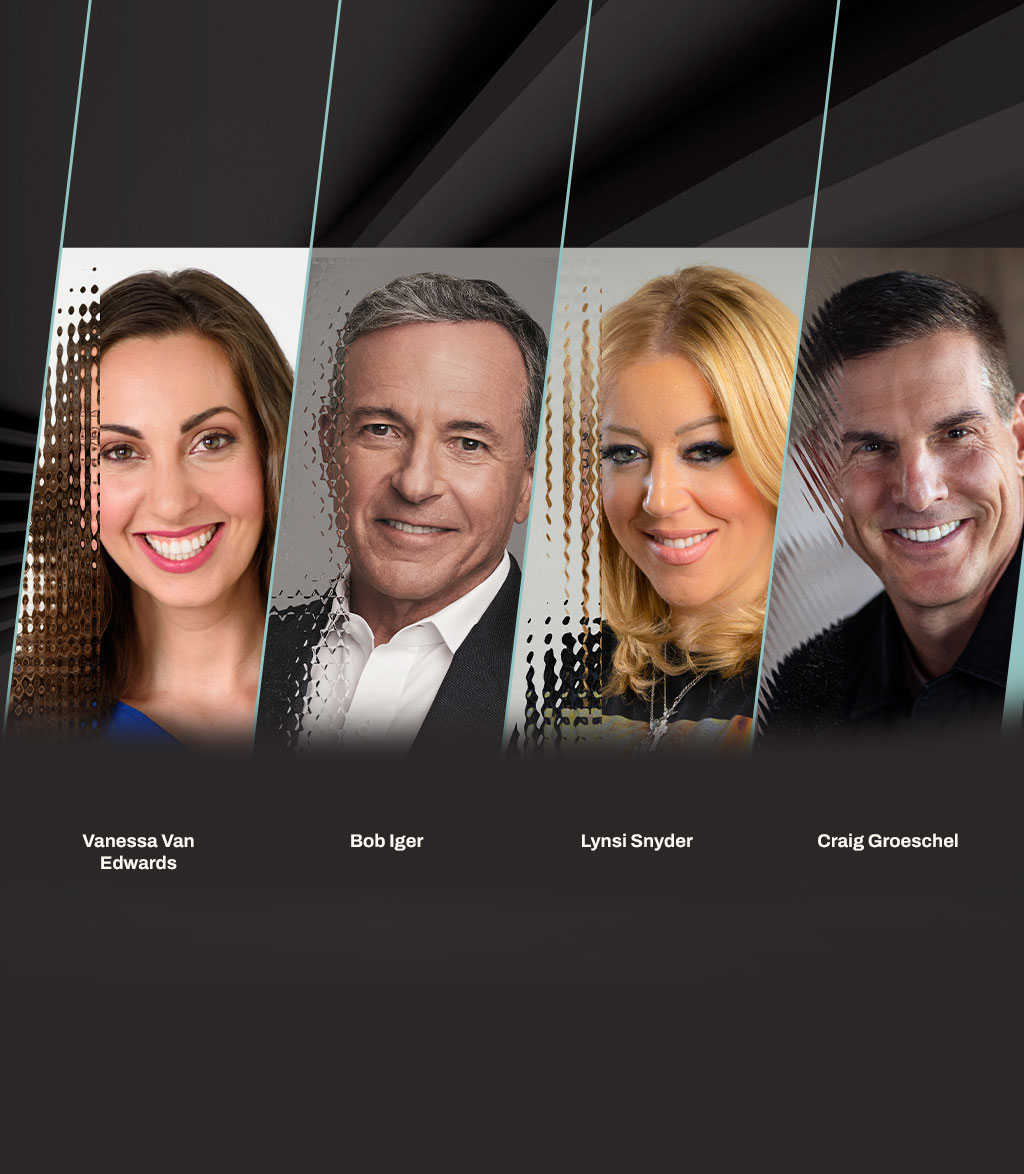 Vanessa Van
Edwards
Bob Iger
Lynsi Snyder
Craig Groeschel